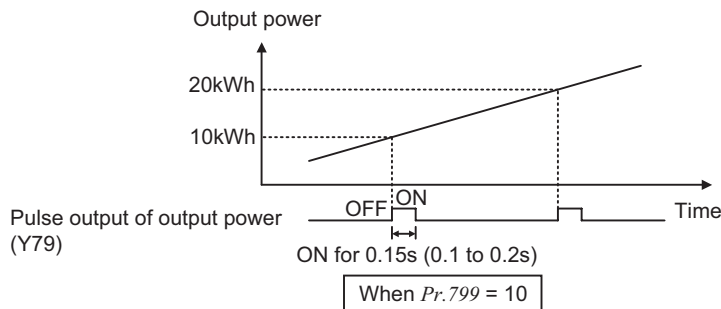 Output power
20kWh
10kWh
Time
OFF
ON
Pulse output of output power
(Y79)
ON for 0.15s (0.1 to 0.2s)
When Pr.799 = 10